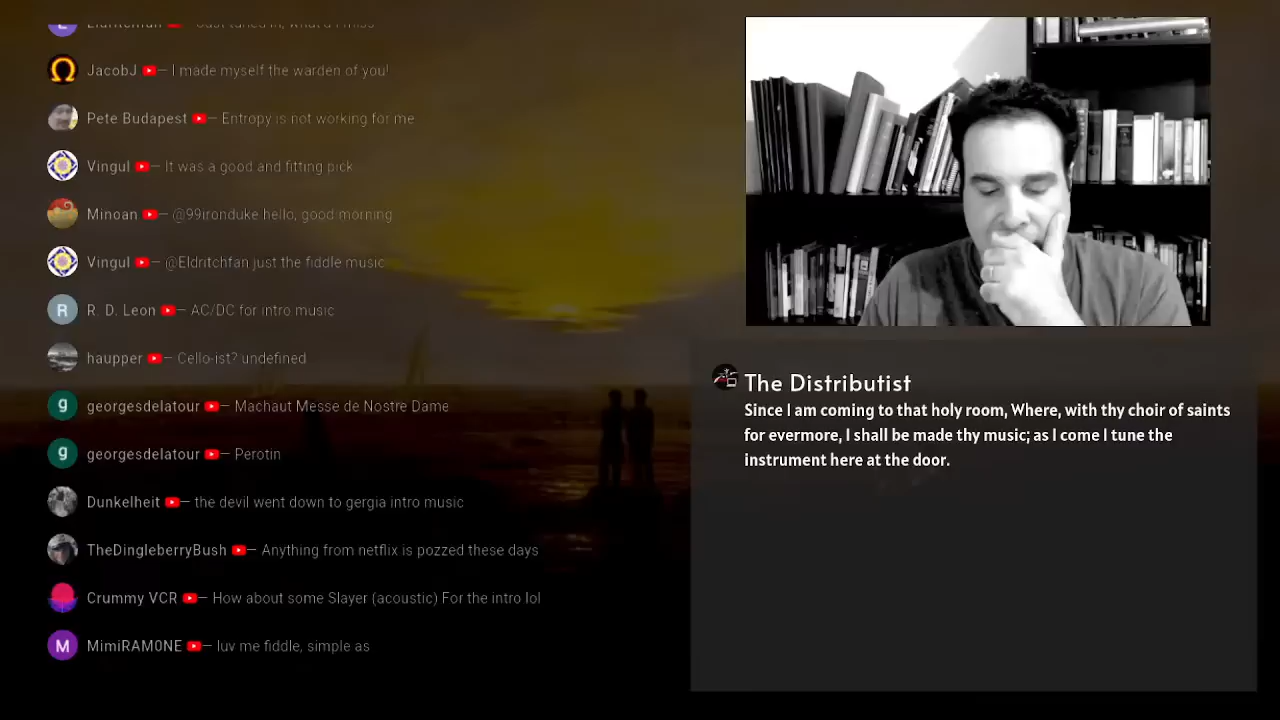 JacobJ — I made myself the warden of you!
Pete Budapest — Entropy is not working for me
Vingul — It was a good and fitting pick
Minoan — @99ironduke hello, good morning
Vingul — @Eldritchfan just the fiddle music
R R. D. Leon — AC/DC for intro music
haupper — Cello-ist? undefined
g georgesdelatour — Machaut Messe de Nostre Dame
g georgesdelatour — Perotin
Dunkelheit — the devil went down to gergia intro music
TheDingleberryBush — Anything from netflix is pozzed these days
Crummy VCR — How about some Slayer (acoustic) For the intro lol
M MimiRAM0NE — luv me fiddle, simple as
The Distributist
Since I am coming to that holy room, Where, with thy choir of saints
for evermore, I shall be made thy music; as I come I tune the
instrument here at the door.